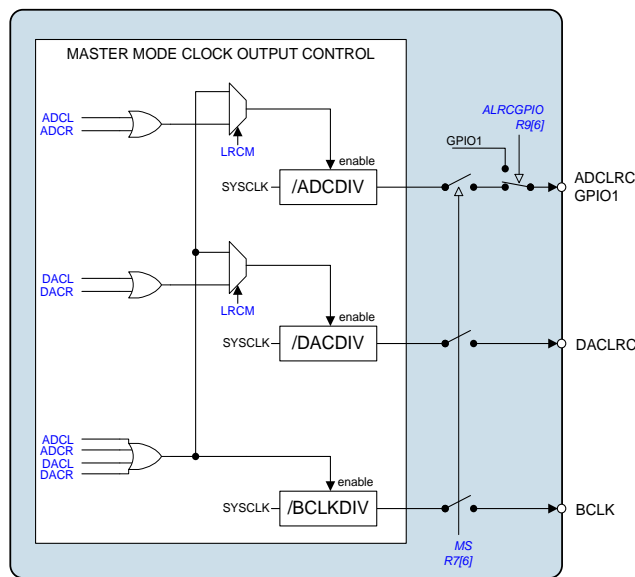 MASTER MODE CLOCK OUTPUT CONTROL
ADCL
ADCR
LRCM
enable
SYSCLK
/ADCDIV
ALRCGPIO
R9[6]
GPIO1
ADCLRC
GPIO1
DACL
DACR
LRCM
enable
SYSCLK
/DACDIV
DACLRC
ADCL
ADCR
DACL
DACR
enable
SYSCLK
/BCLKDIV
BCLK
MS
R7[6]